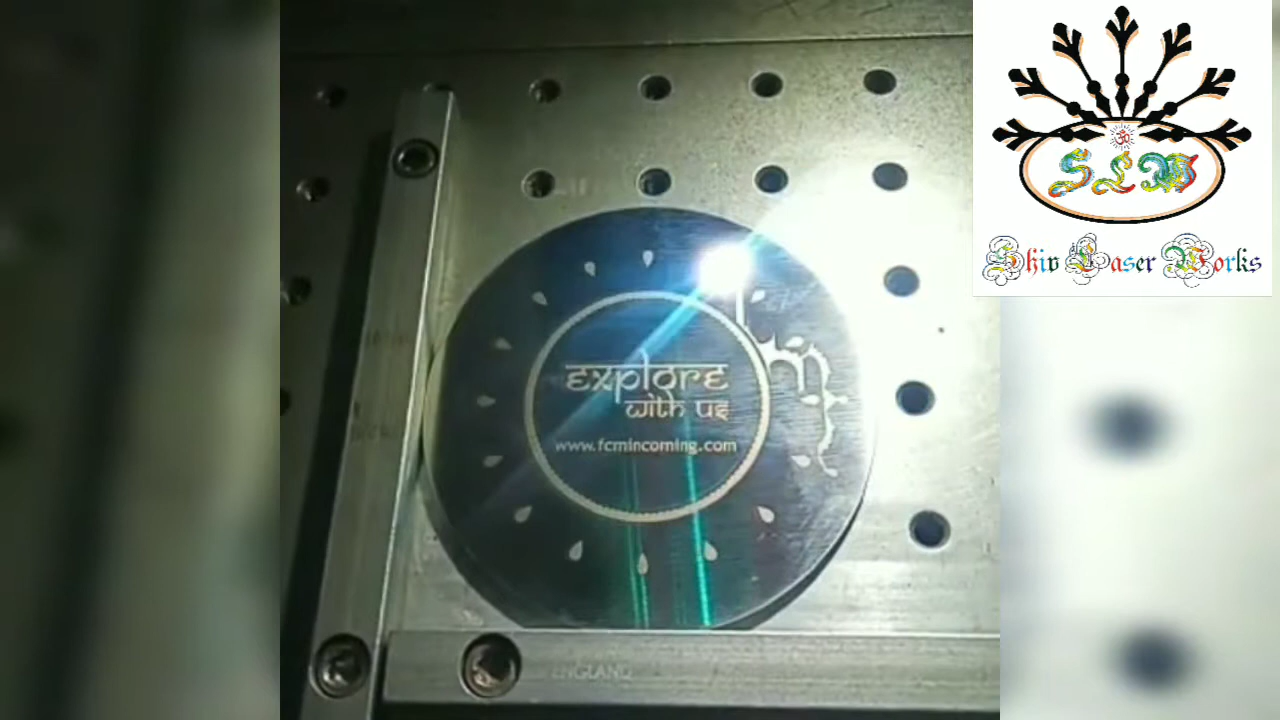 explore
with us
www.fcmincoming.com
ENGLAND
ॐ
SLW
Shiv Laser Works